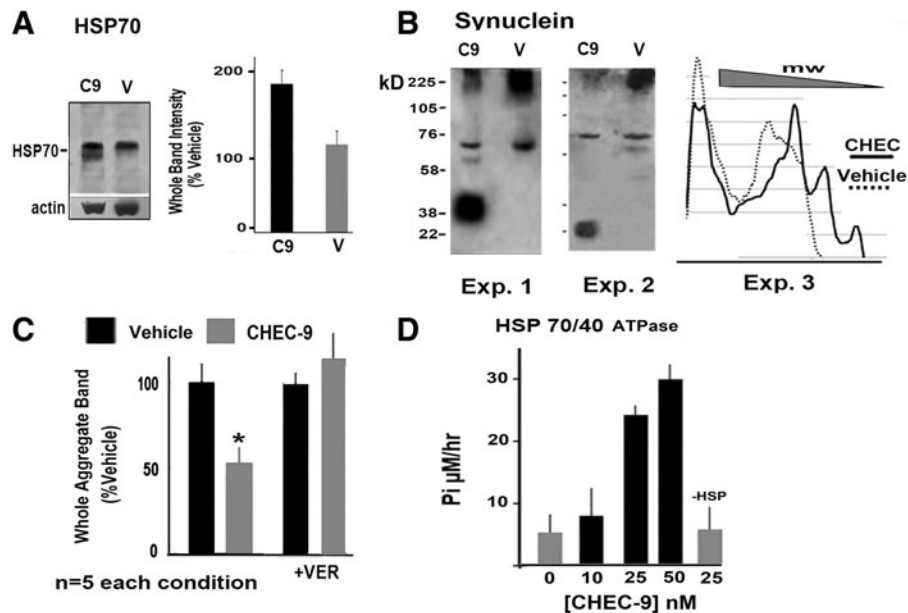 A HSP70
C9 V
HSP70
actin
Whole Band Intensity
(% Vehicle)
200
100
0
C9 V
B Synuclein
C9 V C9 V
kD 225
105
76
58
38
22
Exp. 1 Exp. 2 Exp. 3
mw
CHEC
Vehicle
C
Vehicle CHEC-9
Whole Aggregate Band
(%Vehicle)
100
50
0
*
+VER
n=5 each condition
D HSP 70/40 ATPase
Pi µM/hr
30
20
10
-HSP
0 10 25 50 25
[CHEC-9] nM